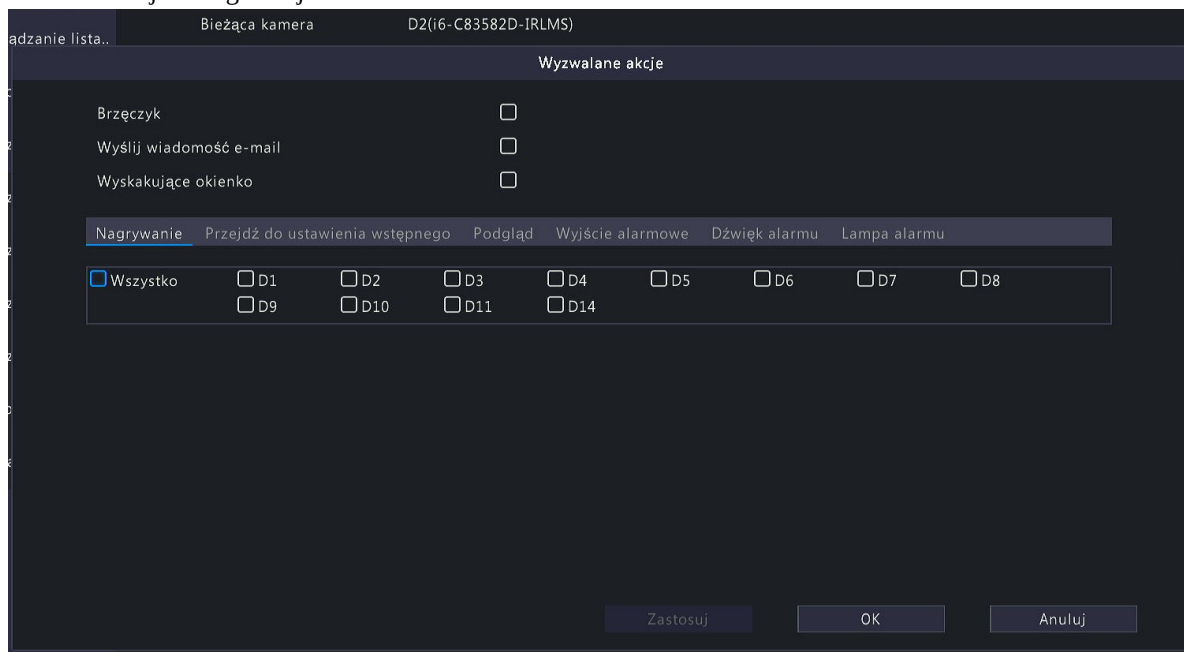 Bieżąca kamera D2(i6-C83582D-IRLMS)
ądzanie lista..
Wyzwalane akcje
Brzęczyk
Wyślij wiadomość e-mail
Wyskakujące okienko
Nagrywanie Przejdź do ustawienia wstępnego Podgląd Wyjście alarmowe Dźwięk alarmu Lampa alarmu
Wszystko D1 D2 D3 D4 D5 D6 D7 D8
D9 D10 D11 D14
Zastosuj OK Anuluj